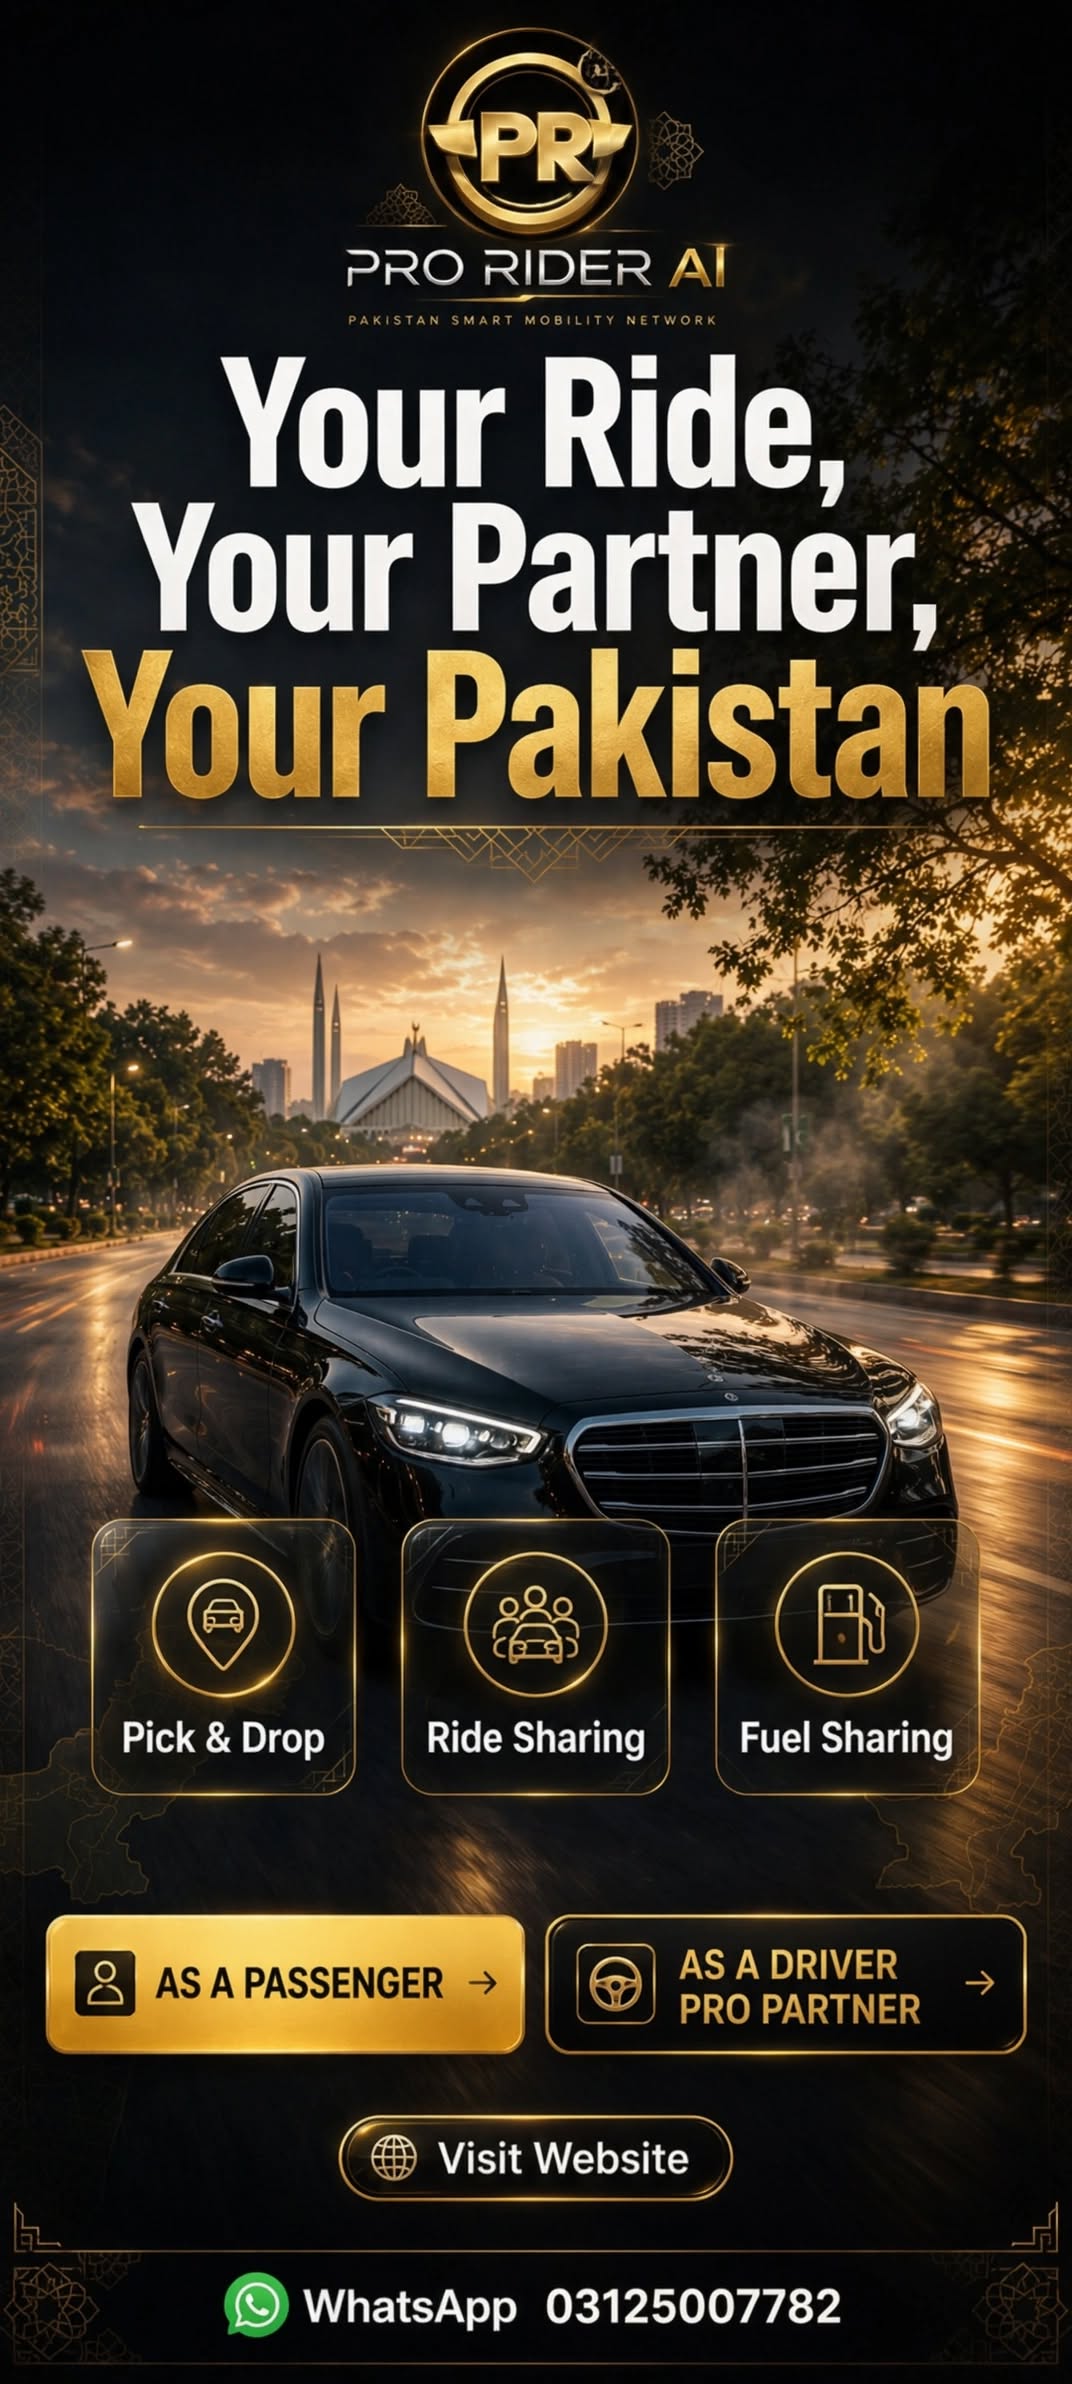 PR
PRO RIDER AI
PAKISTAN SMART MOBILITY NETWORK
Your Ride,
Your Partner,
Your Pakistan
Pick & Drop
Ride Sharing
Fuel Sharing
AS A PASSENGER →
AS A DRIVER
PRO PARTNER →
Visit Website
WhatsApp 03125007782